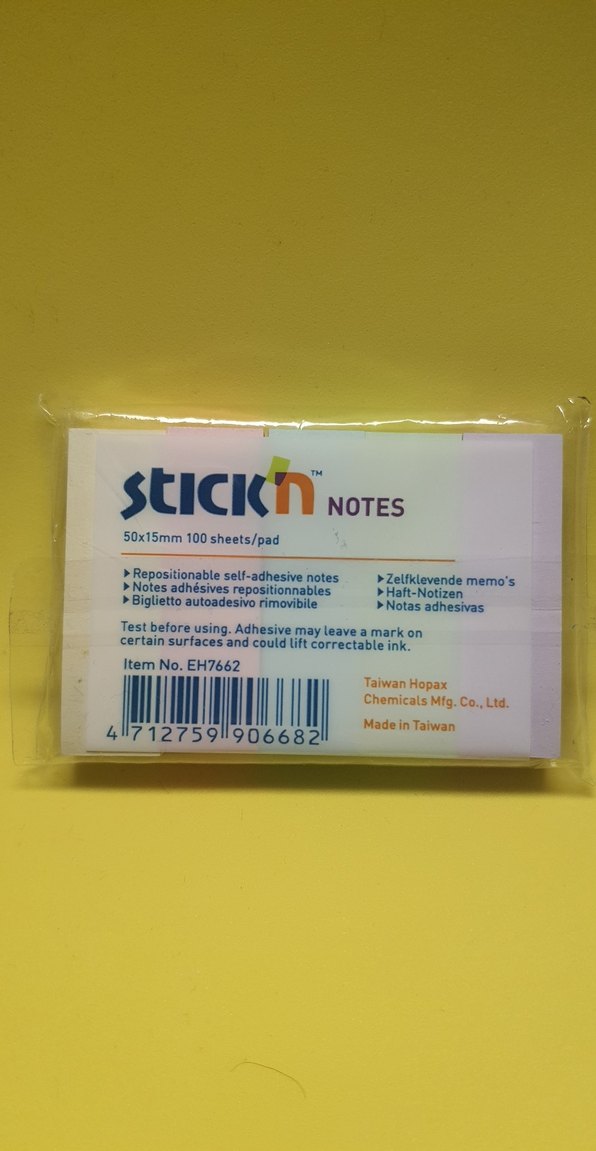 STICK'n™ NOTES
50x15mm 100 sheets/pad
Repositionable self-adhesive notes
Notes adhésives repositionnables
Biglietto autoadesivo rimovibile
Zelfklevende memo's
Haft-Notizen
Notas adhesivas
Test before using. Adhesive may leave a mark on
certain surfaces and could lift correctable ink.
Item No. EH7662
4 712759 906682
Taiwan Hopax
Chemicals Mfg. Co., Ltd.
Made in Taiwan